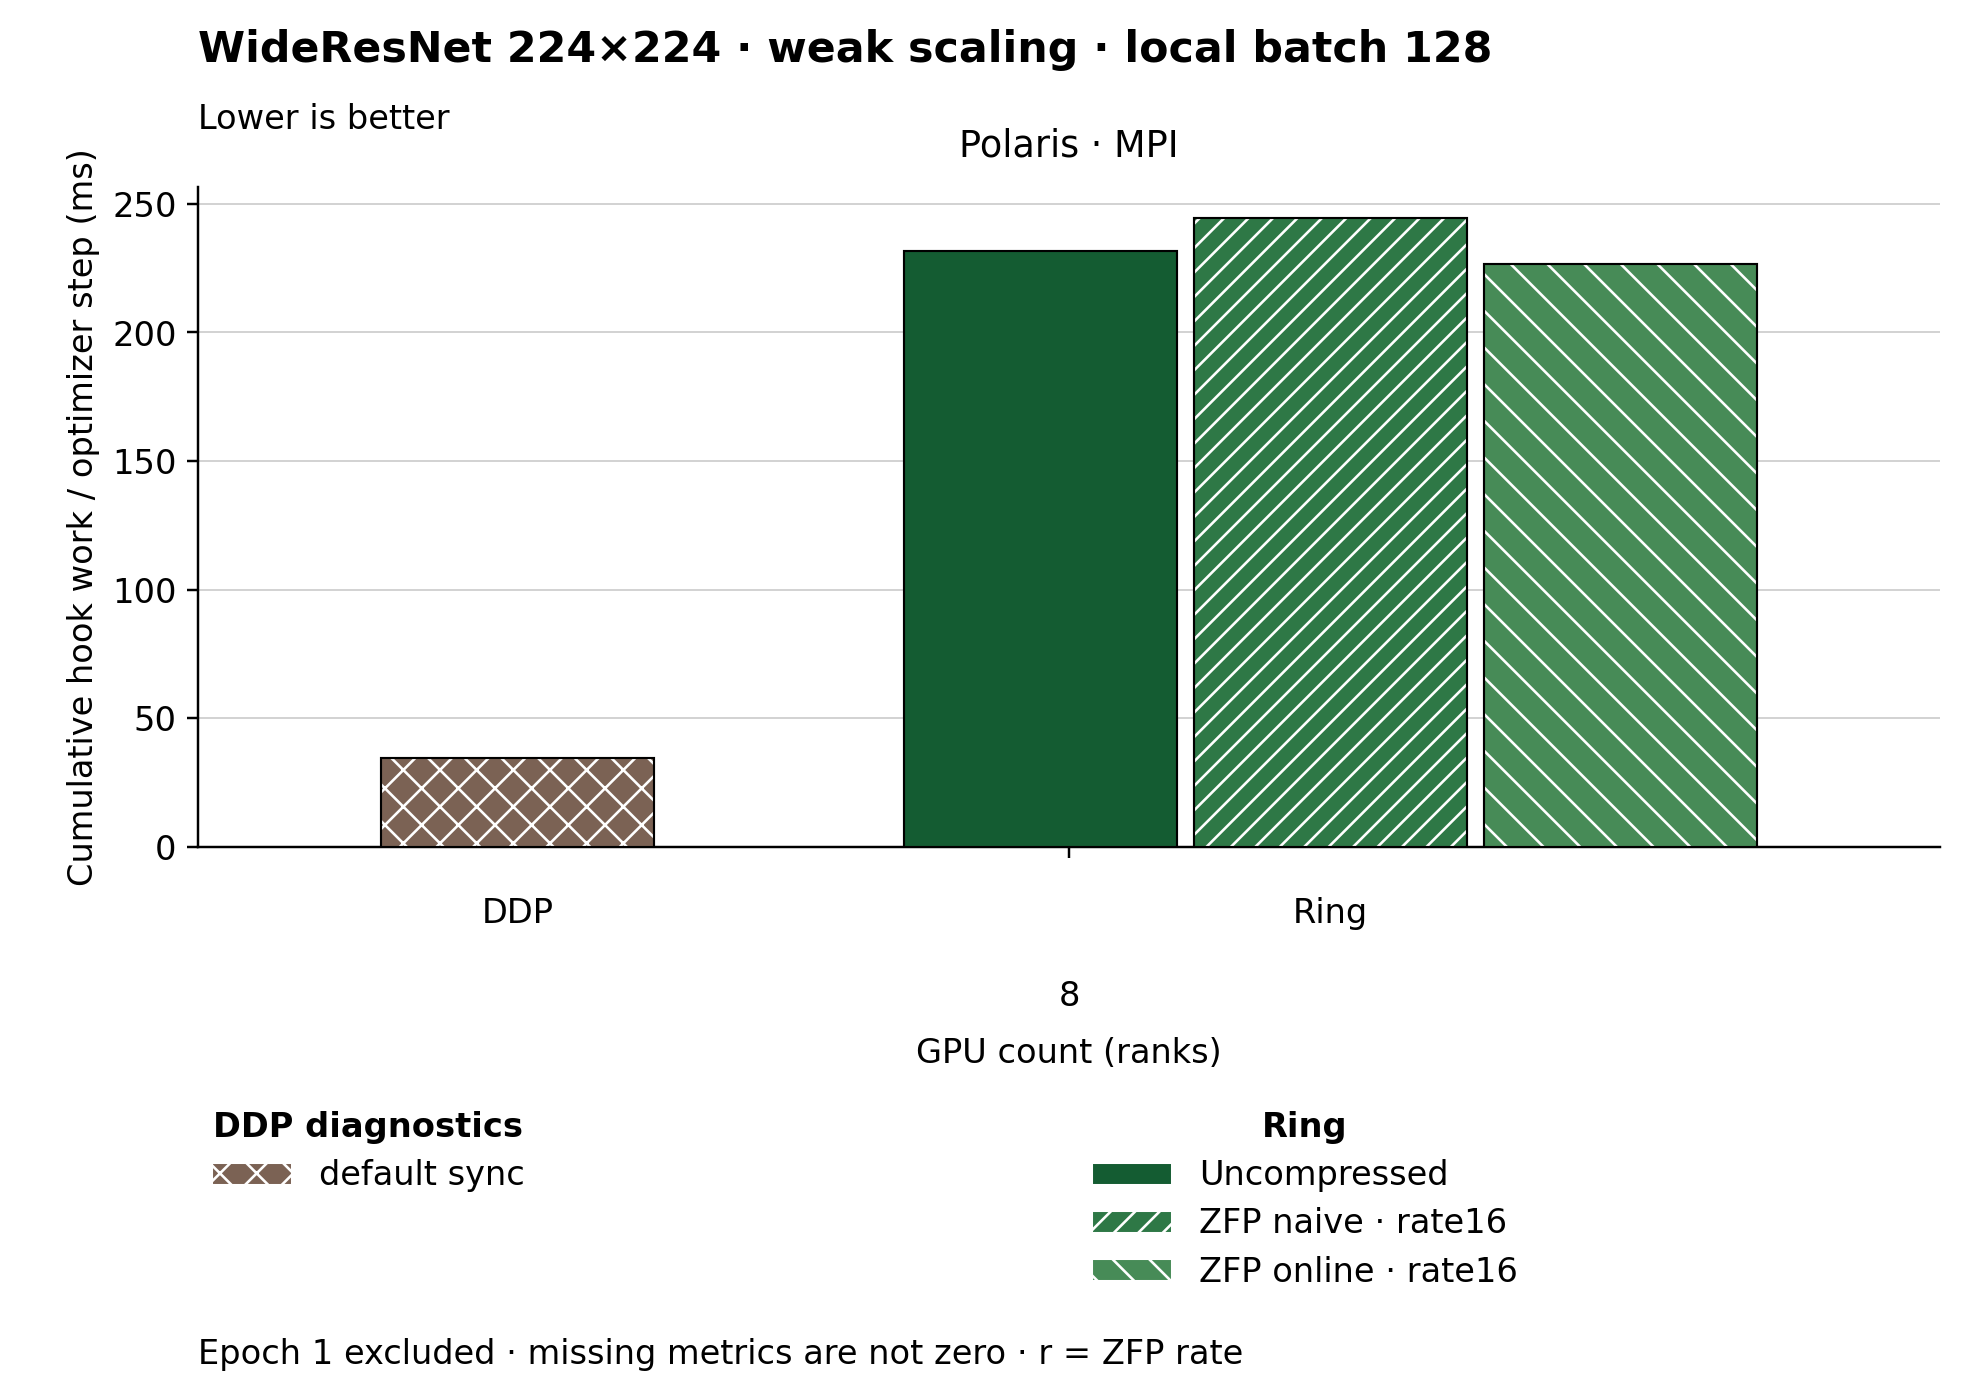 WideResNet 224×224 · weak scaling · local batch 128
Lower is better
Polaris · MPI
Cumulative hook work / optimizer step (ms)
250
200
150
100
50
0
DDP Ring
8
GPU count (ranks)
DDP diagnostics
default sync
Ring
Uncompressed
ZFP naive · rate16
ZFP online · rate16
Epoch 1 excluded · missing metrics are not zero · r = ZFP rate